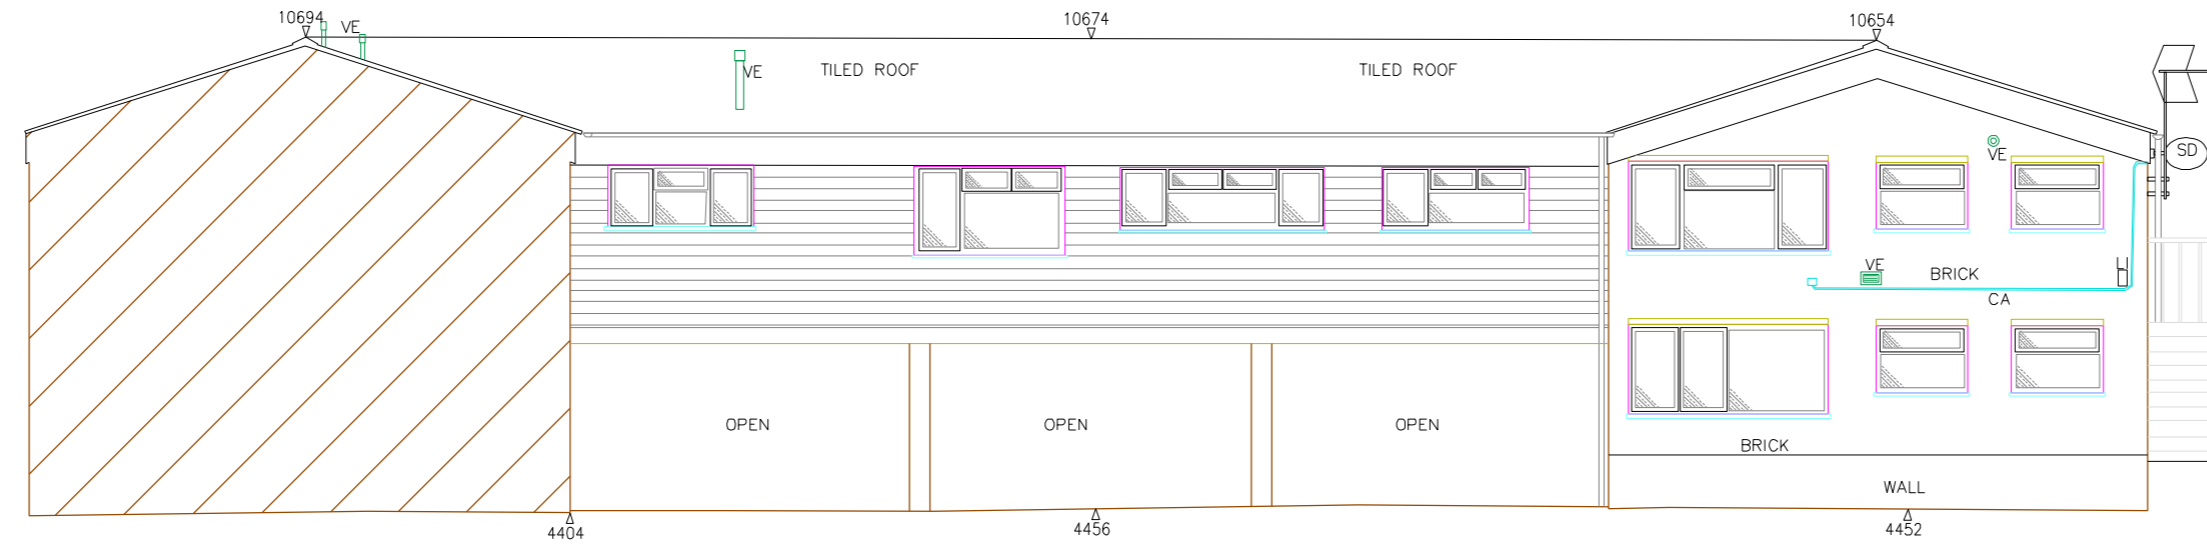 10694
VE
10674
10654
VE
TILED ROOF
TILED ROOF
VE
SD
VE
BRICK
LI
CA
OPEN
OPEN
OPEN
BRICK
WALL
4404
4456
4452